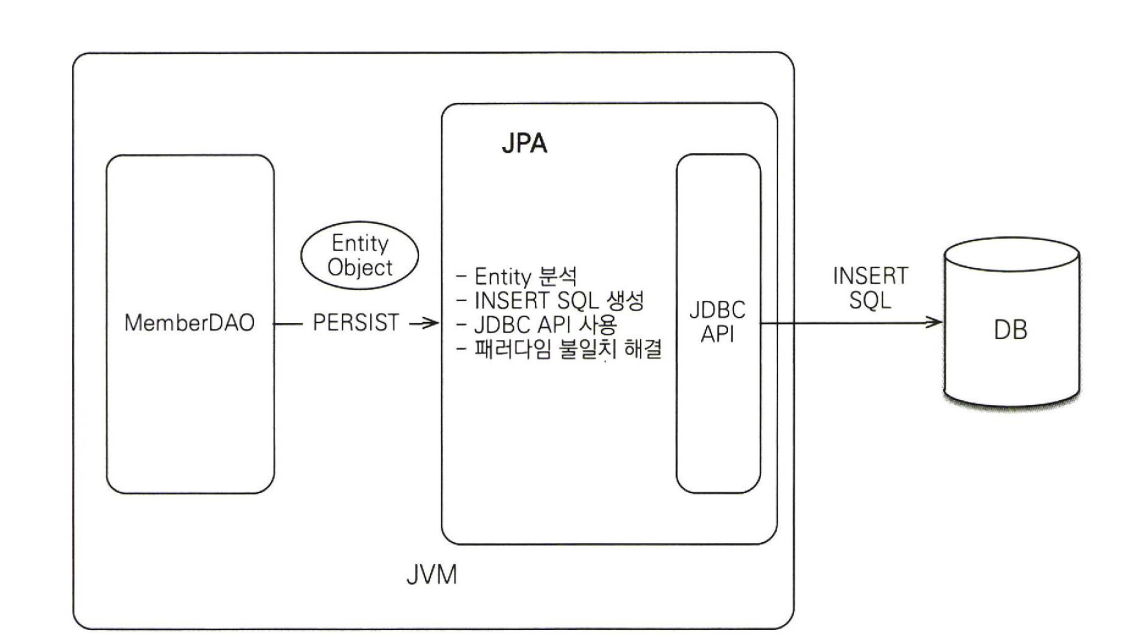 JPA
Entity
Object
MemberDAO
PERSIST
- Entity 분석
- INSERT SQL 생성
- JDBC API 사용
- 패러다임 불일치 해결
JDBC
API
INSERT
SQL
DB
JVM